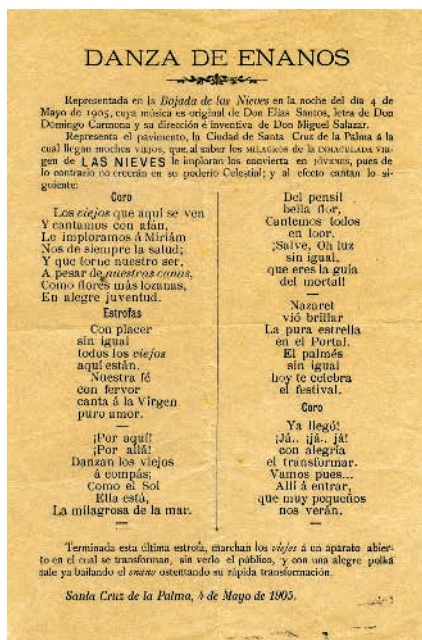 DANZA DE ENANOS
Representada en la Bajada de las Nieves en la noche del dia 4 de
Mayo de 1905, cuya música es original de Don Elías Santos, letra de Don
Domingo Carmona y su dirección é inventiva de Don Miguel Salazar.
Representa el pavimento, la Ciudad de Santa Cruz de la Palma á la
cual llegan muchos viejos, que, al saber los MILAGROS de la INMACULADA VIR-
gen de LAS NIEVES le imploran los convierta en JÓVENES, pues de
lo contrario no creerán en su poderio Celestial; y al efecto cantan lo si-
guiente:
Coro
Los viejos que aquí se ven
Y cantamos con afán,
Le imploramos á Miriám
Nos dé siempre la salud;
Y que torne nuestro ser,
A pesar de nuestras canas,
Como flores más lozanas,
En alegre juventud.
Estrofas
Con placer
sin igual
todos los viejos
aquí están.
Nuestra fé
con fervor
canta á la Virgen
puro amor.
¡Por aquí!
¡Por allá!
Danzan los viejos
á compás;
Como el Sol
Ella está,
La milagrosa de la mar.
Del pensil
bella flor,
Cantemos todos
en loor.
¡Salve, Oh luz
sin igual,
que eres la guía
del mortal!
Nazaret
vió brillar
La pura estrella
en el Portal.
El palmés
sin igual
hoy te celebra
el festival.
Coro
Ya llegó!
¡Já.. ¡já.. já!
con alegría
el transformar.
Vamos pues...
Allí á entrar,
que muy pequeños
nos verán.
Terminada esta última estrofa, marchan los viejos á un aparato abier-
to en el cual se transforman, sin verlo el público, y con una alegre polka
sale ya bailando el enano ostentando su rápida transformación.
Santa Cruz de la Palma, 4 de Mayo de 1905.